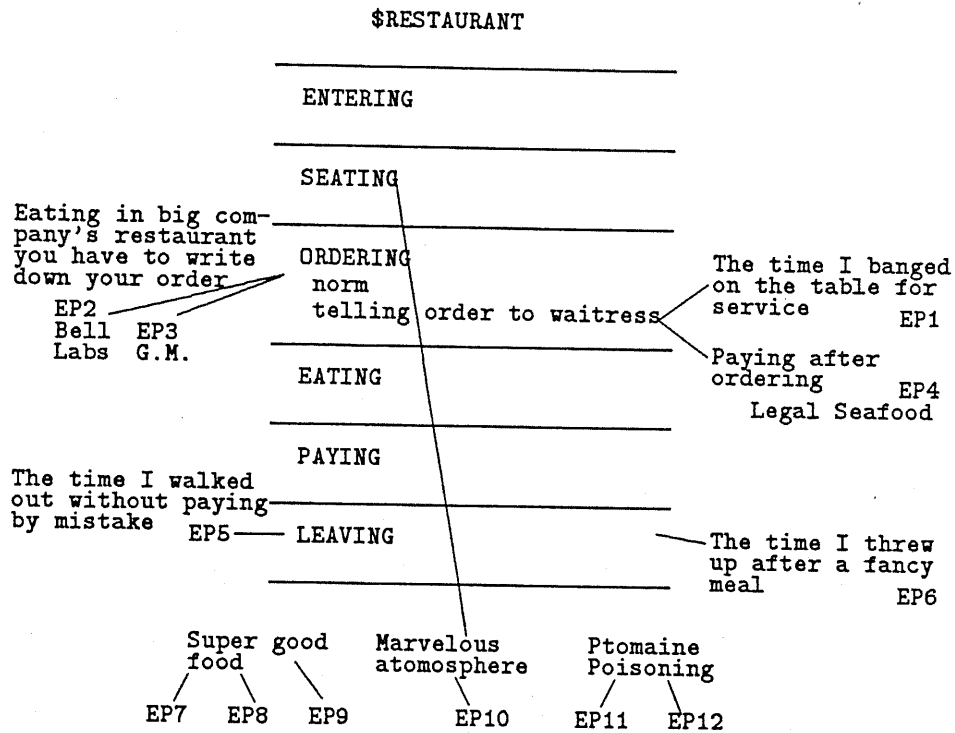 $RESTAURANT
ENTERING
SEATING
Eating in big com-
pany's restaurant
you have to write
down your order
EP2
Bell EP3
Labs G.M.
ORDERING
norm
telling order to waitress
The time I banged
on the table for
service EP1
Paying after
ordering EP4
Legal Seafood
EATING
PAYING
The time I walked
out without paying
by mistake
EP5
LEAVING
The time I threw
up after a fancy
meal
EP6
Super good
food
EP7 EP8 EP9
Marvelous
atomosphere
EP10
Ptomaine
Poisoning
EP11 EP12